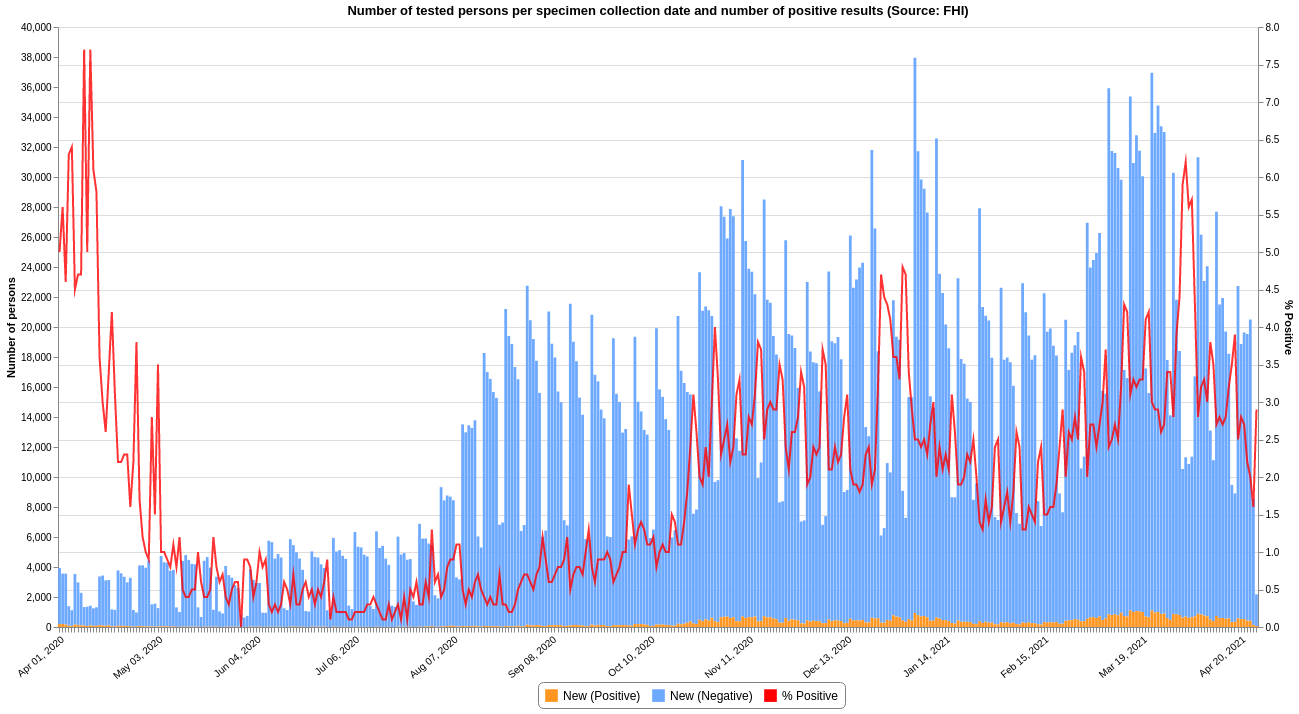 Number of tested persons per specimen collection date and number of positive results (Source: FHI)
40,000
38,000
36,000
34,000
32,000
30,000
28,000
26,000
24,000
22,000
20,000
18,000
16,000
14,000
12,000
10,000
8,000
6,000
4,000
2,000
0
Number of persons
8.0
7.5
7.0
6.5
6.0
5.5
5.0
4.5
4.0
3.5
3.0
2.5
2.0
1.5
1.0
0.5
0.0
% Positive
Apr 01, 2020
May 03, 2020
Jun 04, 2020
Jul 06, 2020
Aug 07, 2020
Sep 08, 2020
Oct 10, 2020
Nov 11, 2020
Dec 13, 2020
Jan 14, 2021
Feb 15, 2021
Mar 19, 2021
Apr 20, 2021
New (Positive) New (Negative) % Positive